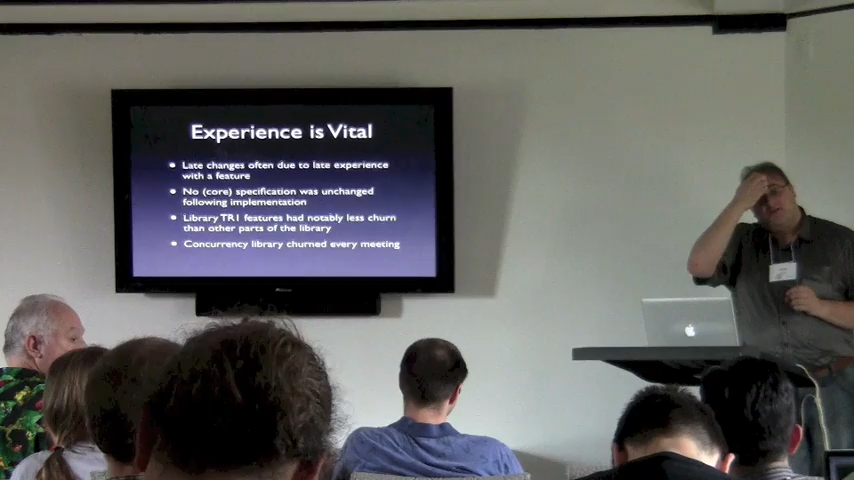 Experience is Vital
Late changes often due to late experience
with a feature
No (core) specification was unchanged
following implementation
Library TR1 features had notably less churn
than other parts of the library
Concurrency library churned every meeting